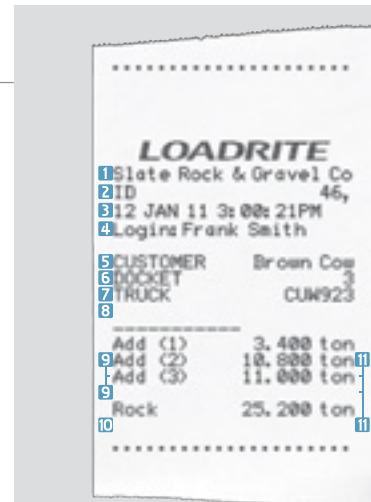 LOADRITE
1 Slate Rock & Gravel Co
2 ID 46,
3 12 JAN 11 3:00:21PM
4 Login: Frank Smith
5 CUSTOMER Brown Cow
6 DOCKET 3
7 TRUCK CUW923
8
Add (1) 3.400 ton
9 Add (2) 10.800 ton 11
Add (3) 11.000 ton
9
Rock 25.200 ton
10 11